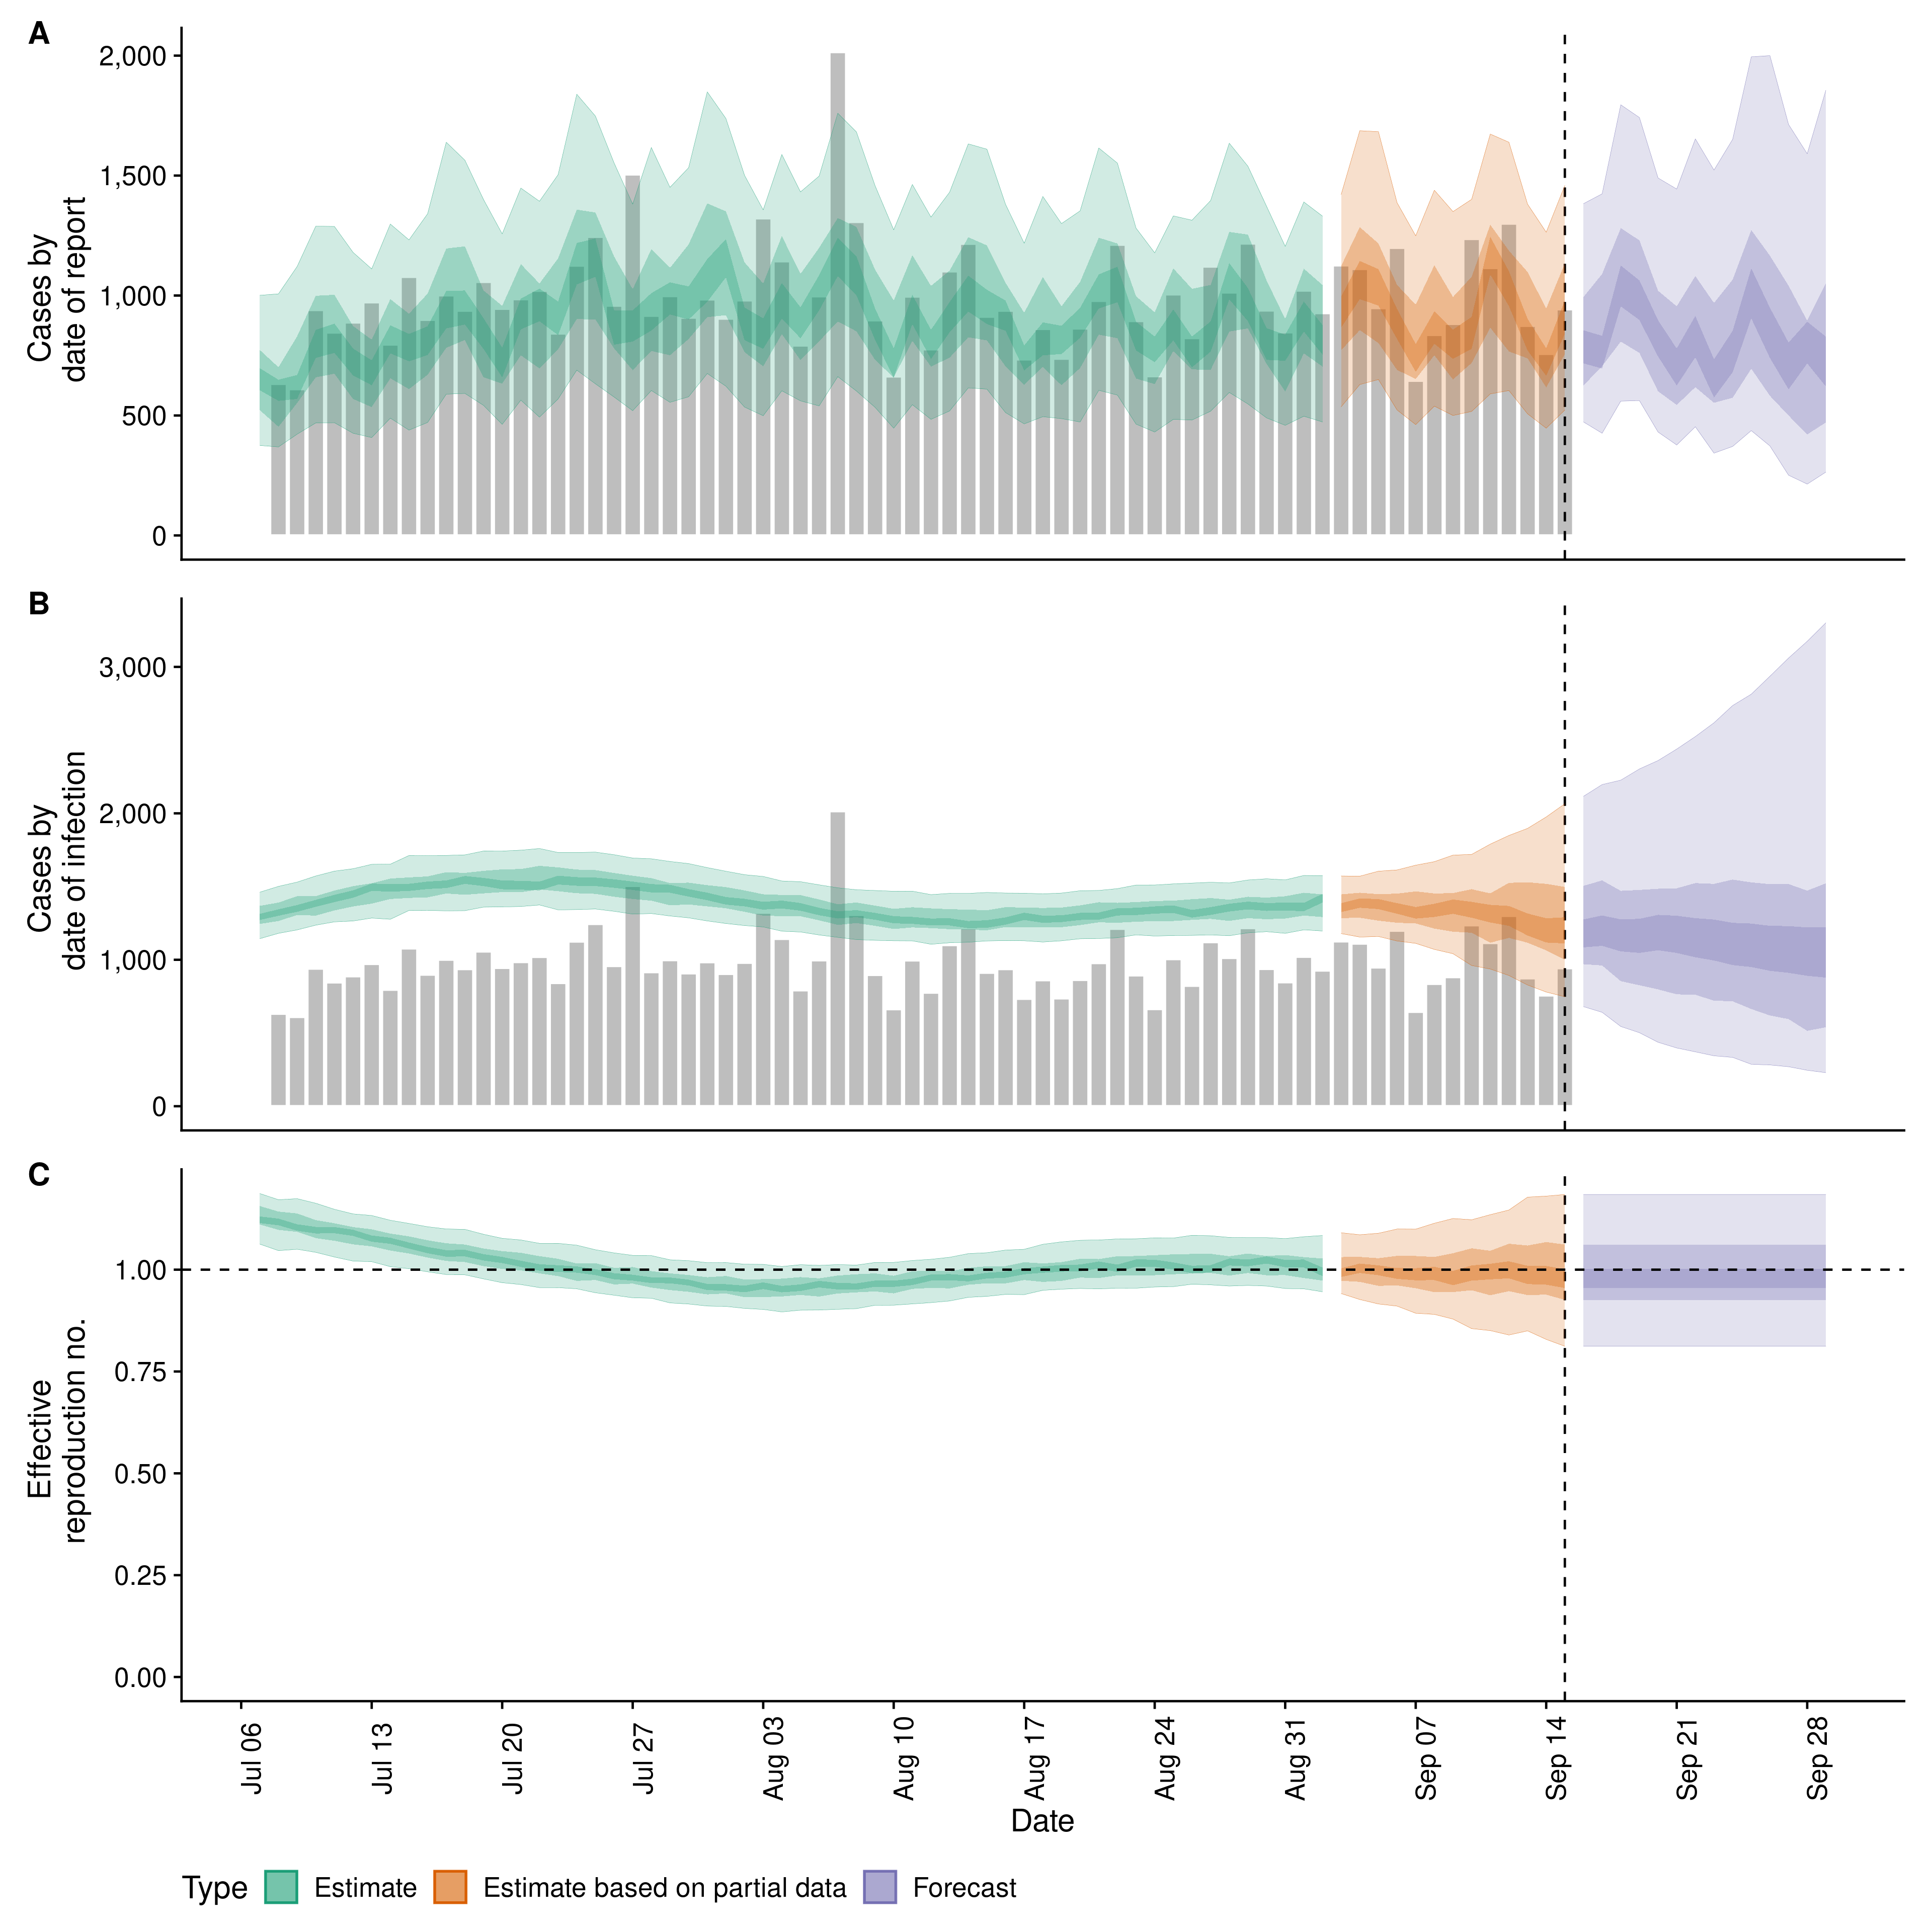 A
2,000
1,500
1,000
500
0
Cases by
date of report
B
3,000
2,000
1,000
0
Cases by
date of infection
C
1.00
0.75
0.50
0.25
0.00
Effective
reproduction no.
Jul 06
Jul 13
Jul 20
Jul 27
Aug 03
Aug 10
Aug 17
Aug 24
Aug 31
Sep 07
Sep 14
Sep 21
Sep 28
Date
Type Estimate Estimate based on partial data Forecast